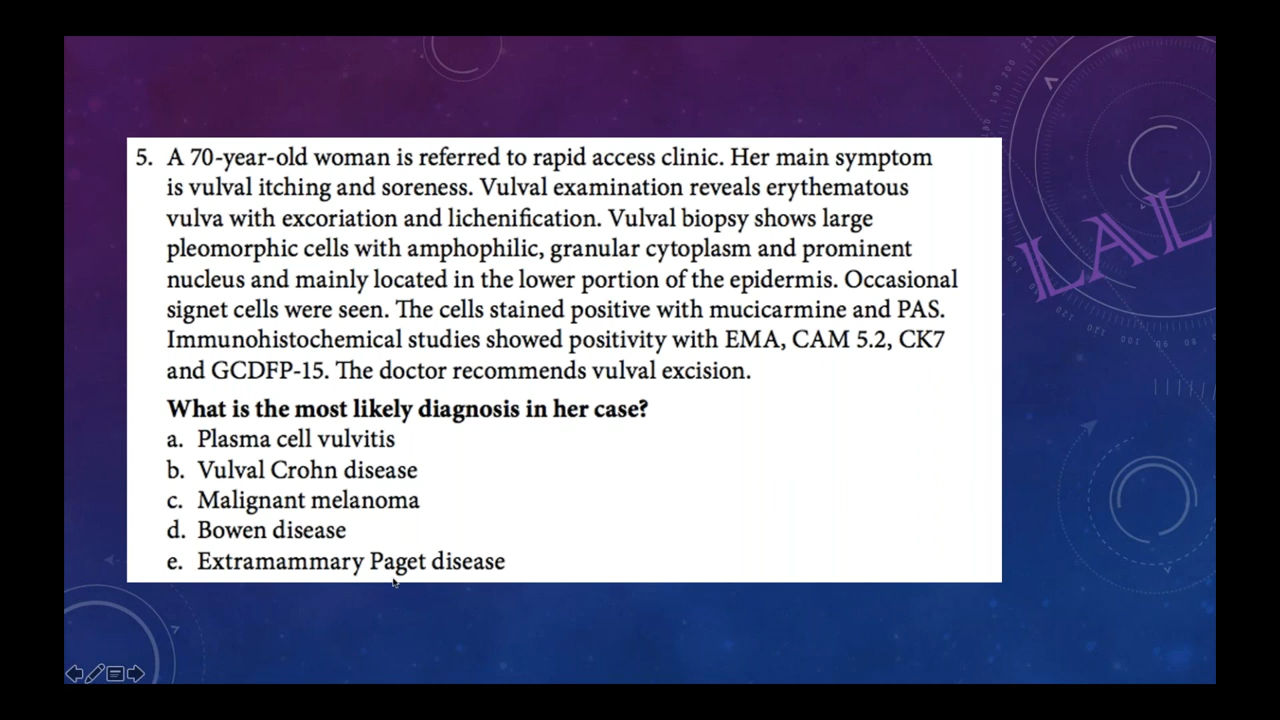 5. A 70-year-old woman is referred to rapid access clinic. Her main symptom
is vulval itching and soreness. Vulval examination reveals erythematous
vulva with excoriation and lichenification. Vulval biopsy shows large
pleomorphic cells with amphophilic, granular cytoplasm and prominent
nucleus and mainly located in the lower portion of the epidermis. Occasional
signet cells were seen. The cells stained positive with mucicarmine and PAS.
Immunohistochemical studies showed positivity with EMA, CAM 5.2, CK7
and GCDFP-15. The doctor recommends vulval excision.
What is the most likely diagnosis in her case?
a. Plasma cell vulvitis
b. Vulval Crohn disease
c. Malignant melanoma
d. Bowen disease
e. Extramammary Paget disease
LAL